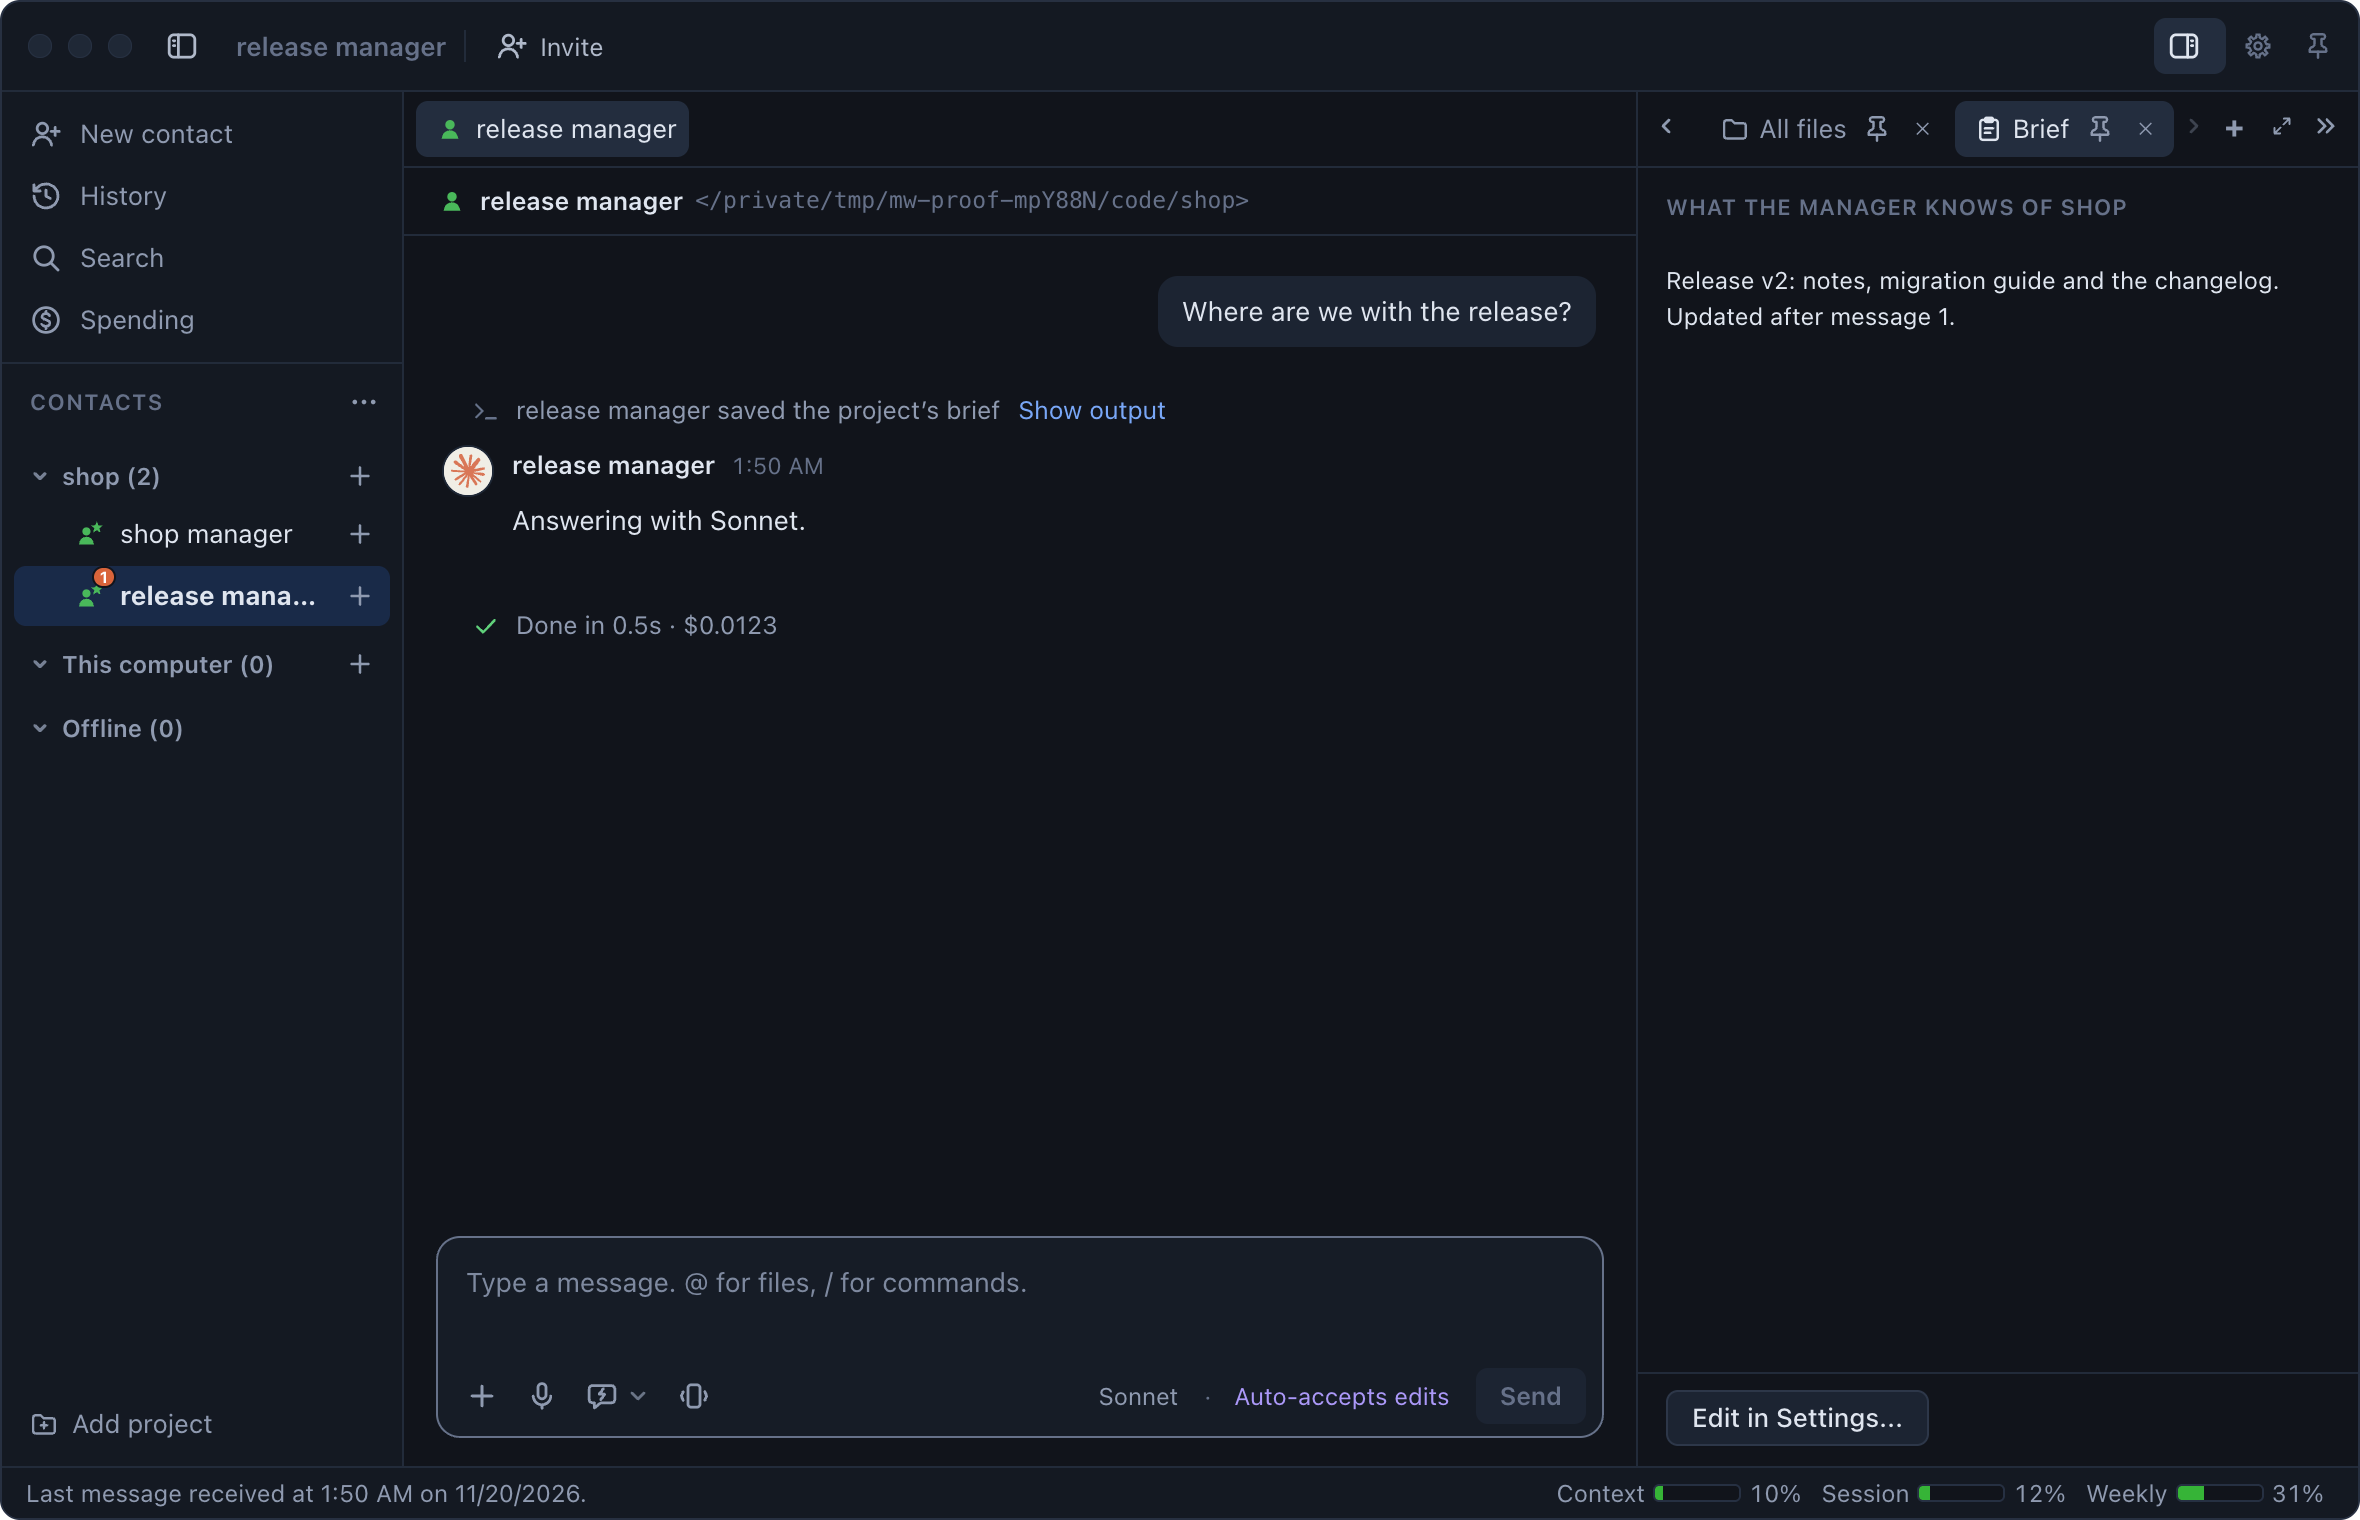 release manager
Invite
New contact
History
Search
Spending
CONTACTS
shop (2)
shop manager
1
release mana...
This computer (0)
Offline (0)
Add project
release manager
release manager </private/tmp/mw-proof-mpY88N/code/shop>
Where are we with the release?
release manager saved the project’s brief Show output
release manager 1:50 AM
Answering with Sonnet.
Done in 0.5s · $0.0123
Type a message. @ for files, / for commands.
Sonnet · Auto-accepts edits Send
All files
Brief
WHAT THE MANAGER KNOWS OF SHOP
Release v2: notes, migration guide and the changelog.
Updated after message 1.
Edit in Settings...
Last message received at 1:50 AM on 11/20/2026.
Context 10% Session 12% Weekly 31%